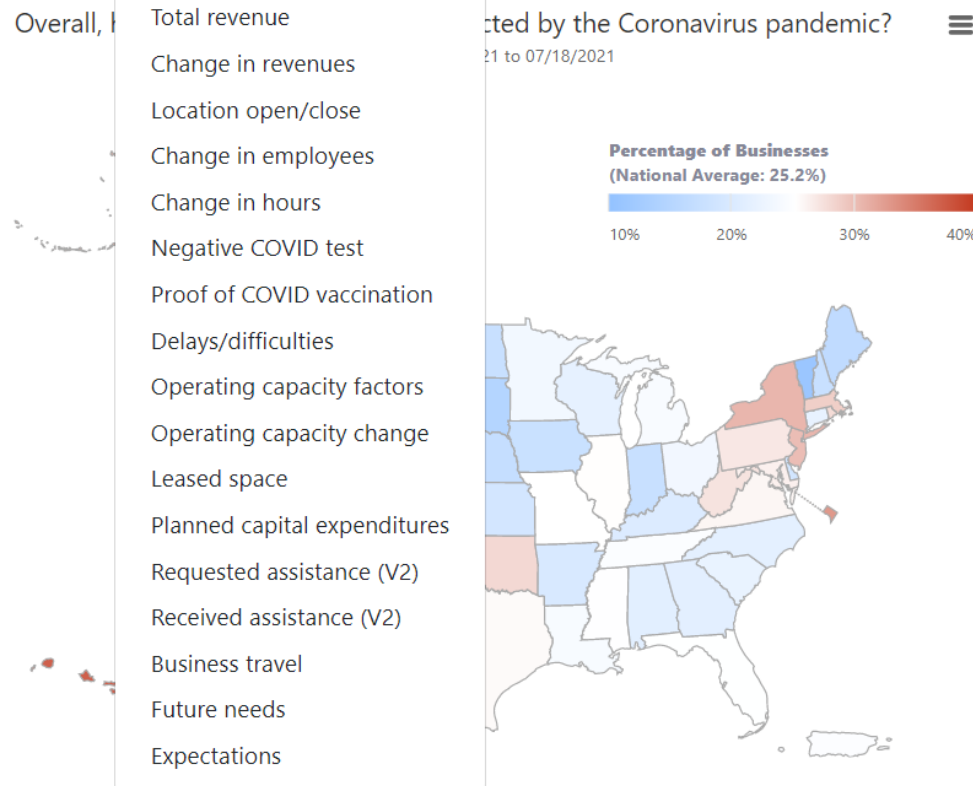 Overall, h
cted by the Coronavirus pandemic?
21 to 07/18/2021
Total revenue
Change in revenues
Location open/close
Change in employees
Change in hours
Negative COVID test
Proof of COVID vaccination
Delays/difficulties
Operating capacity factors
Operating capacity change
Leased space
Planned capital expenditures
Requested assistance (V2)
Received assistance (V2)
Business travel
Future needs
Expectations
Percentage of Businesses
(National Average: 25.2%)
10% 20% 30% 40%